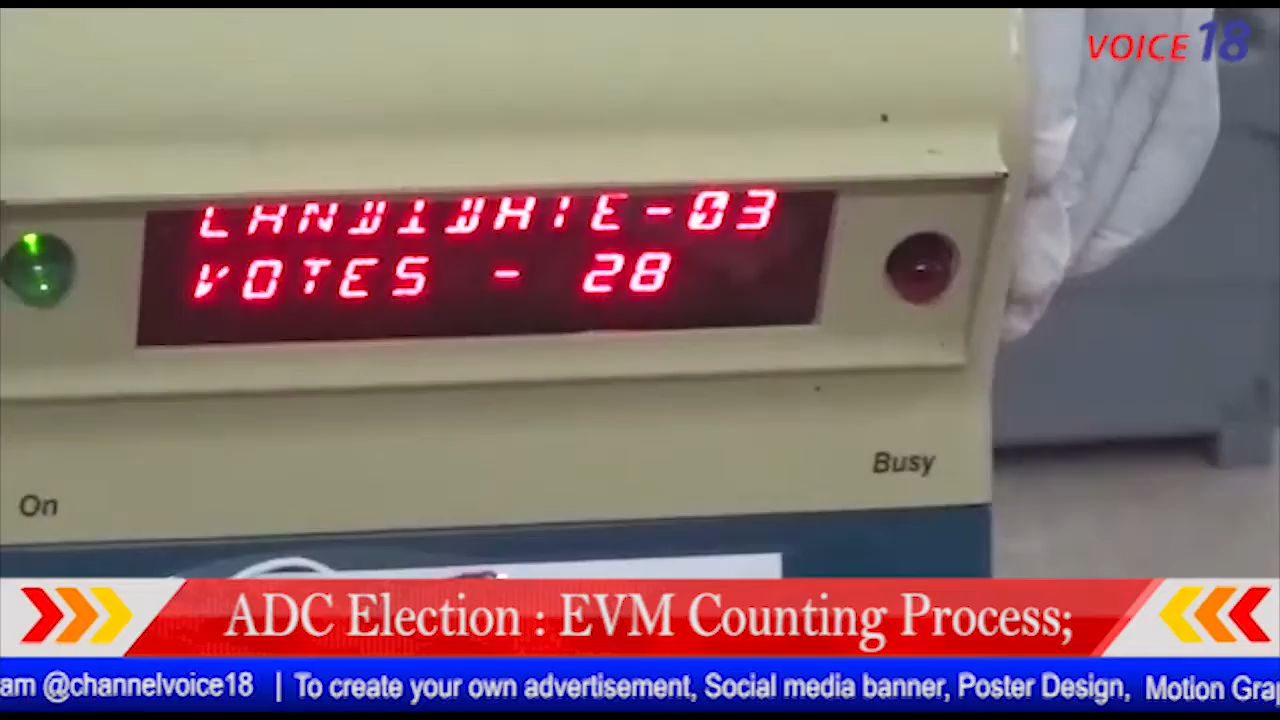 VOICE 18
CANDIDATE-03
VOTES - 28
Busy
On
ADC Election : EVM Counting Process;
am @channelvoice18 | To create your own advertisement, Social media banner, Poster Design, Motion Grap